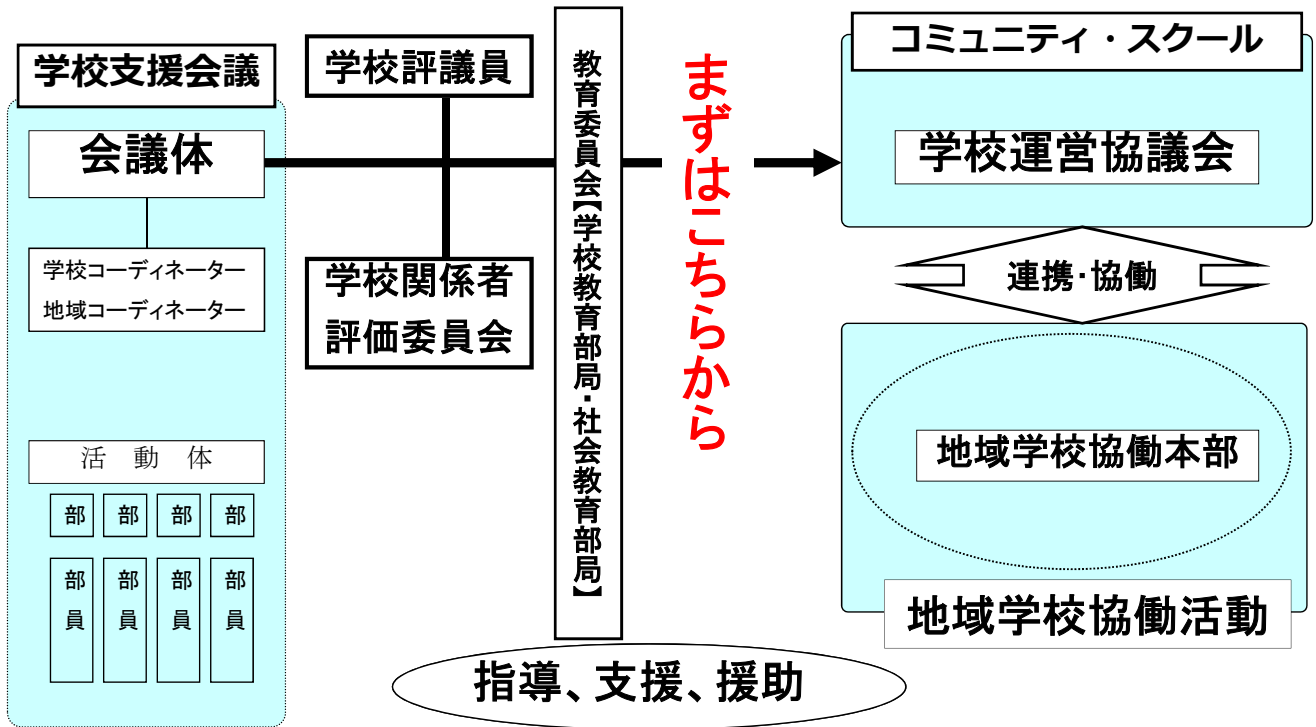 学校支援会議
会議体
学校コーディネーター
地域コーディネーター
活 動 体
部 部 部 部
部員 部員 部員 部員
学校評議員
学校関係者
評価委員会
教育委員会【学校教育部局・社会教育部局】
まずはこちらから
コミュニティ・スクール
学校運営協議会
連携・協働
地域学校協働本部
地域学校協働活動
指導、支援、援助